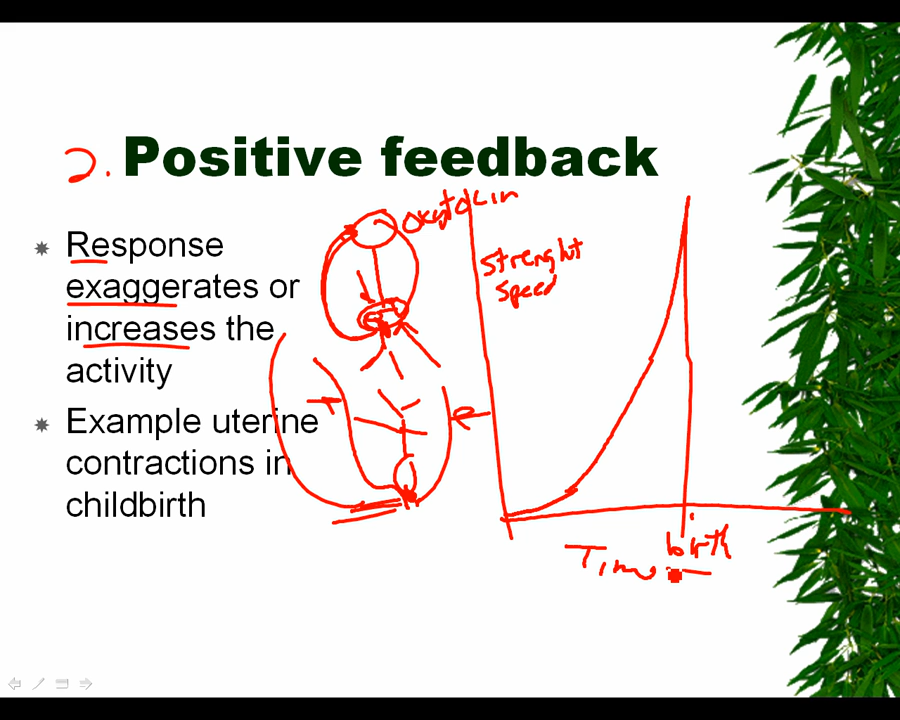 2. Positive feedback
Response
exaggerates or
increases the
activity
Example uterine
contractions in
childbirth
oxytocin
Strenght
Speed
birth
Time